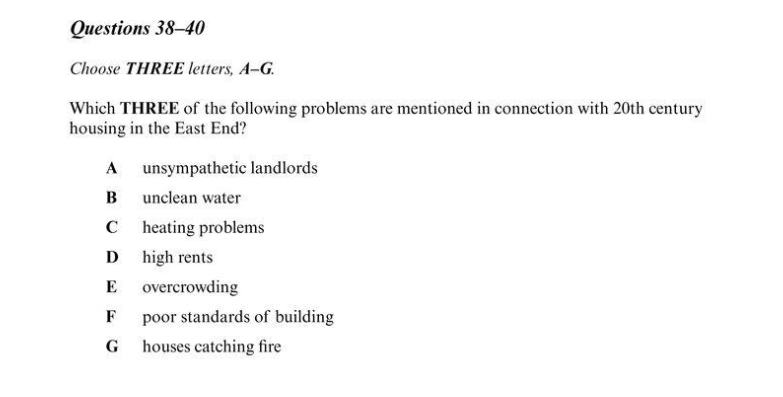 Questions 38–40
Choose THREE letters, A–G.
Which THREE of the following problems are mentioned in connection with 20th century
housing in the East End?
A unsympathetic landlords
B unclean water
C heating problems
D high rents
E overcrowding
F poor standards of building
G houses catching fire